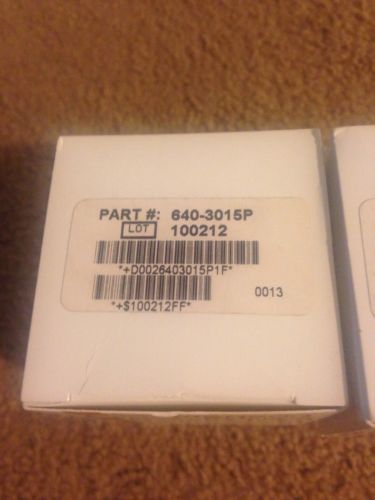 PART #: 640-3015P
LOT 100212
*+D0026403015P1F*
0013
*+$100212FF*